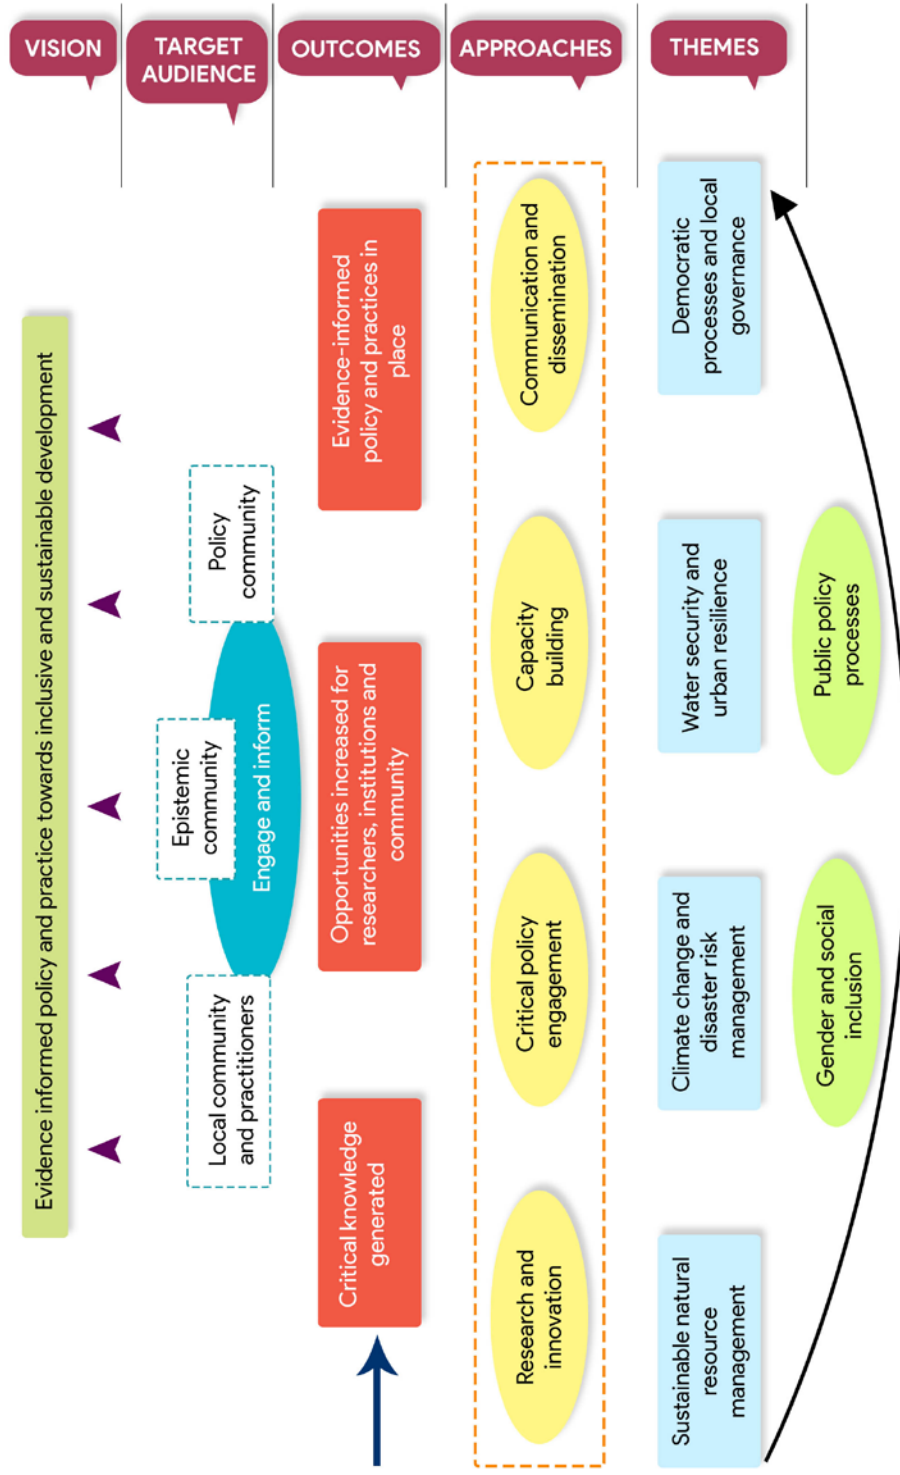 VISION
Evidence informed policy and practice towards inclusive and sustainable development
TARGET
AUDIENCE
Local community
and practitioners
Epistemic
community
Policy
community
Engage and inform
OUTCOMES
Critical knowledge
generated
Opportunities increased for
researchers, institutions and
community
Evidence-informed
policy and practices in
place
APPROACHES
Research and
innovation
Critical policy
engagement
Capacity
building
Communication and
dissemination
THEMES
Sustainable natural
resource
management
Climate change and
disaster risk
management
Water security and
urban resilience
Democratic
processes and local
governance
Gender and social
inclusion
Public policy
processes